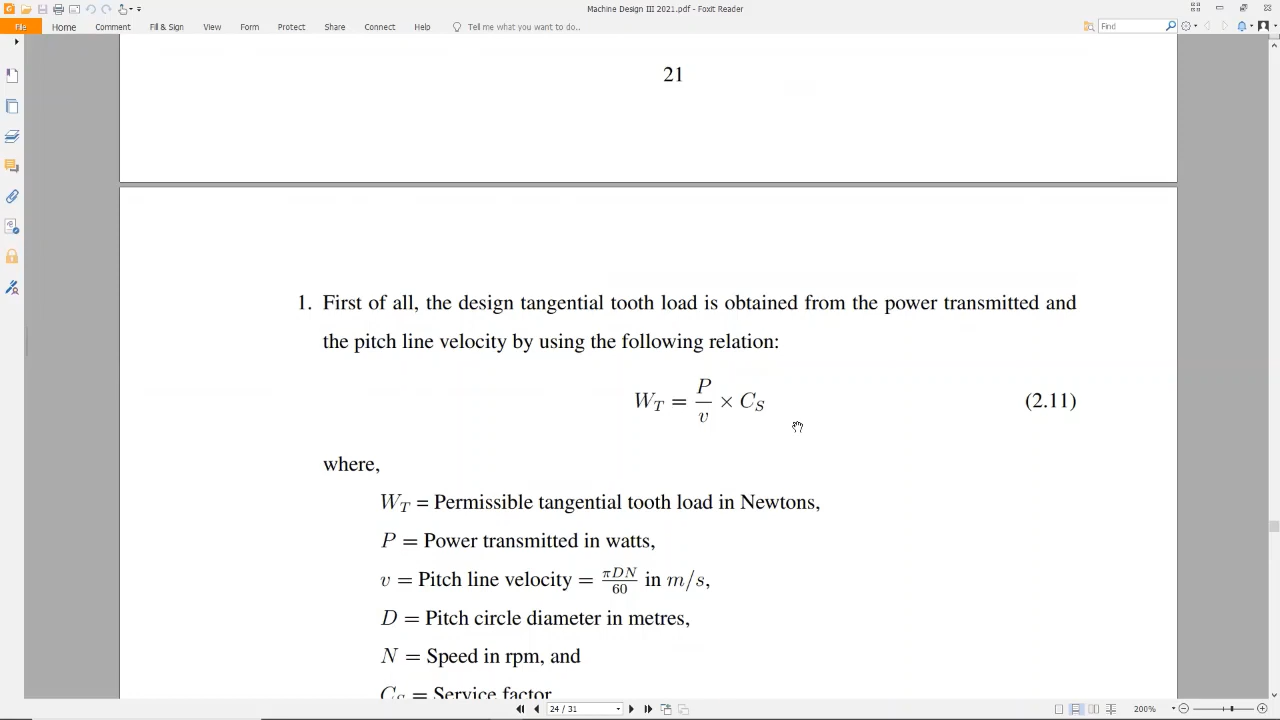 Machine Design III 2021.pdf - Foxit Reader
File Home Comment Fill & Sign View Form Protect Share Connect Help Tell me what you want to do.. Find
21
1. First of all, the design tangential tooth load is obtained from the power transmitted and
the pitch line velocity by using the following relation:
W_T = P/v × C_S (2.11)
where,
W_T = Permissible tangential tooth load in Newtons,
P = Power transmitted in watts,
v = Pitch line velocity = πDN/60 in m/s,
D = Pitch circle diameter in metres,
N = Speed in rpm, and
C_S = Service factor
24 / 31 200%